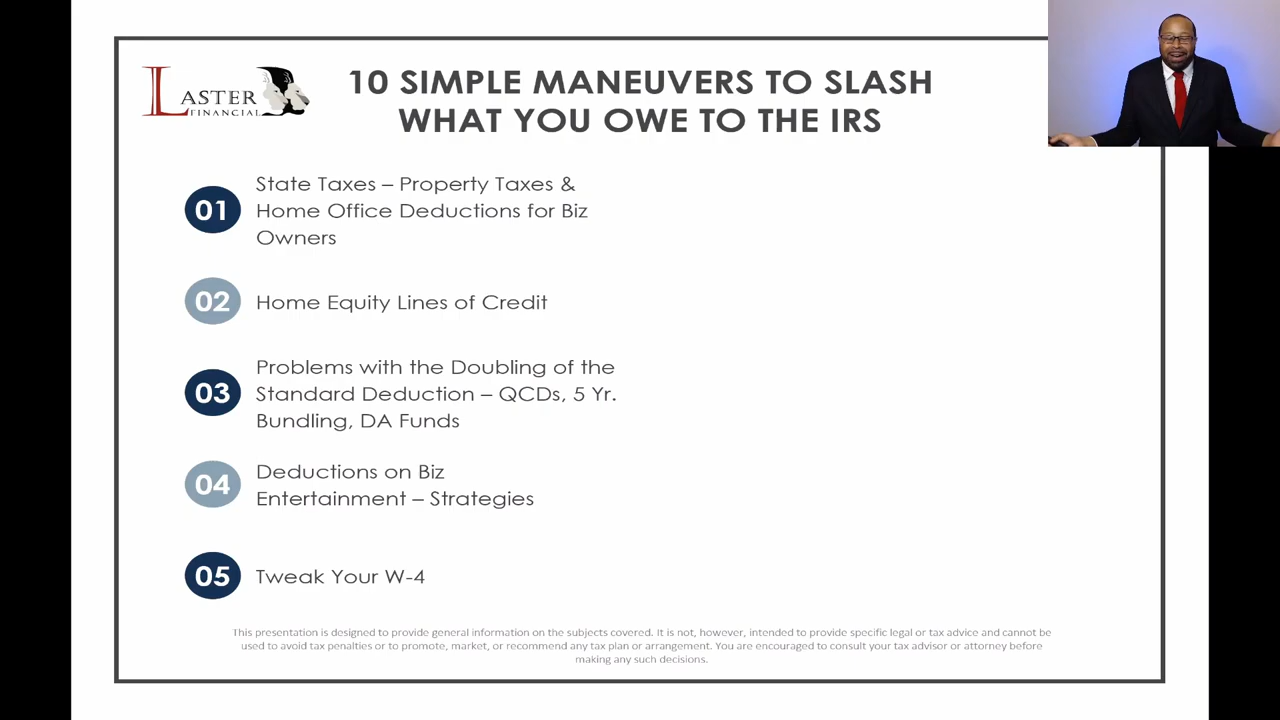 LASTER
FINANCIAL
10 SIMPLE MANEUVERS TO SLASH
WHAT YOU OWE TO THE IRS
01
State Taxes – Property Taxes &
Home Office Deductions for Biz
Owners
02
Home Equity Lines of Credit
03
Problems with the Doubling of the
Standard Deduction – QCDs, 5 Yr.
Bundling, DA Funds
04
Deductions on Biz
Entertainment – Strategies
05
Tweak Your W-4
This presentation is designed to provide general information on the subjects covered. It is not, however, intended to provide specific legal or tax advice and cannot be
used to avoid tax penalties or to promote, market, or recommend any tax plan or arrangement. You are encouraged to consult your tax advisor or attorney before
making any such decisions.